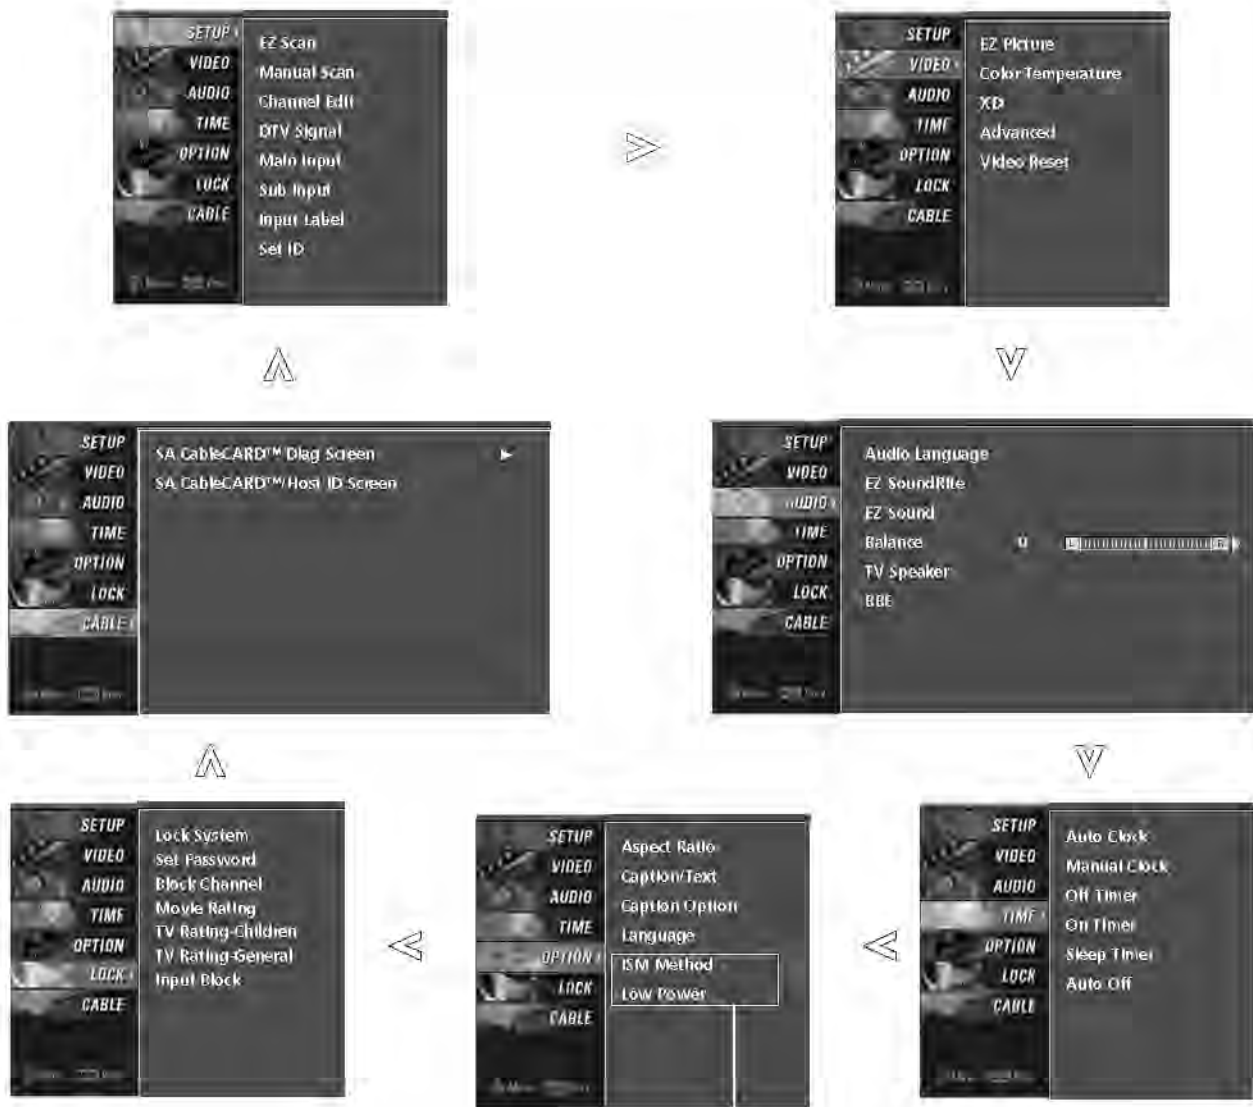 SETUP
VIDEO
AUDIO
TIME
OPTION
LOCK
CABLE
EZ Scan
Manual Scan
Channel Edit
DTV Signal
Main Input
Sub Input
Input Label
Set ID
SETUP
VIDEO
AUDIO
TIME
OPTION
LOCK
CABLE
EZ Picture
Color Temperature
XD
Advanced
Video Reset
SETUP
VIDEO
AUDIO
TIME
OPTION
LOCK
CABLE
SA CableCARD™ Diag Screen
SA CableCARD™/Host ID Screen
SETUP
VIDEO
AUDIO
TIME
OPTION
LOCK
CABLE
Audio Language
EZ SoundRite
EZ Sound
Balance 0 L R
TV Speaker
BBE
SETUP
VIDEO
AUDIO
TIME
OPTION
LOCK
CABLE
Lock System
Set Password
Block Channel
Movie Rating
TV Rating-Children
TV Rating-General
Input Block
SETUP
VIDEO
AUDIO
TIME
OPTION
LOCK
CABLE
Aspect Ratio
Caption/Text
Caption Option
Language
ISM Method
Low Power
SETUP
VIDEO
AUDIO
TIME
OPTION
LOCK
CABLE
Auto Clock
Manual Clock
Off Timer
On Timer
Sleep Timer
Auto Off